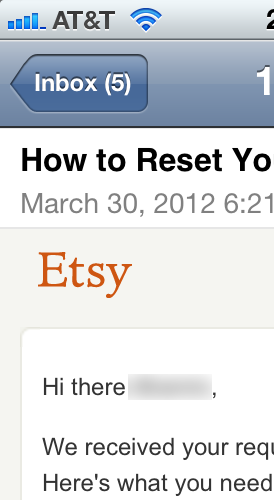 AT&T 2
Inbox (5) 1
How to Reset Yo
March 30, 2012 6:21
Etsy
Hi there ,
We received your requ
Here's what you need